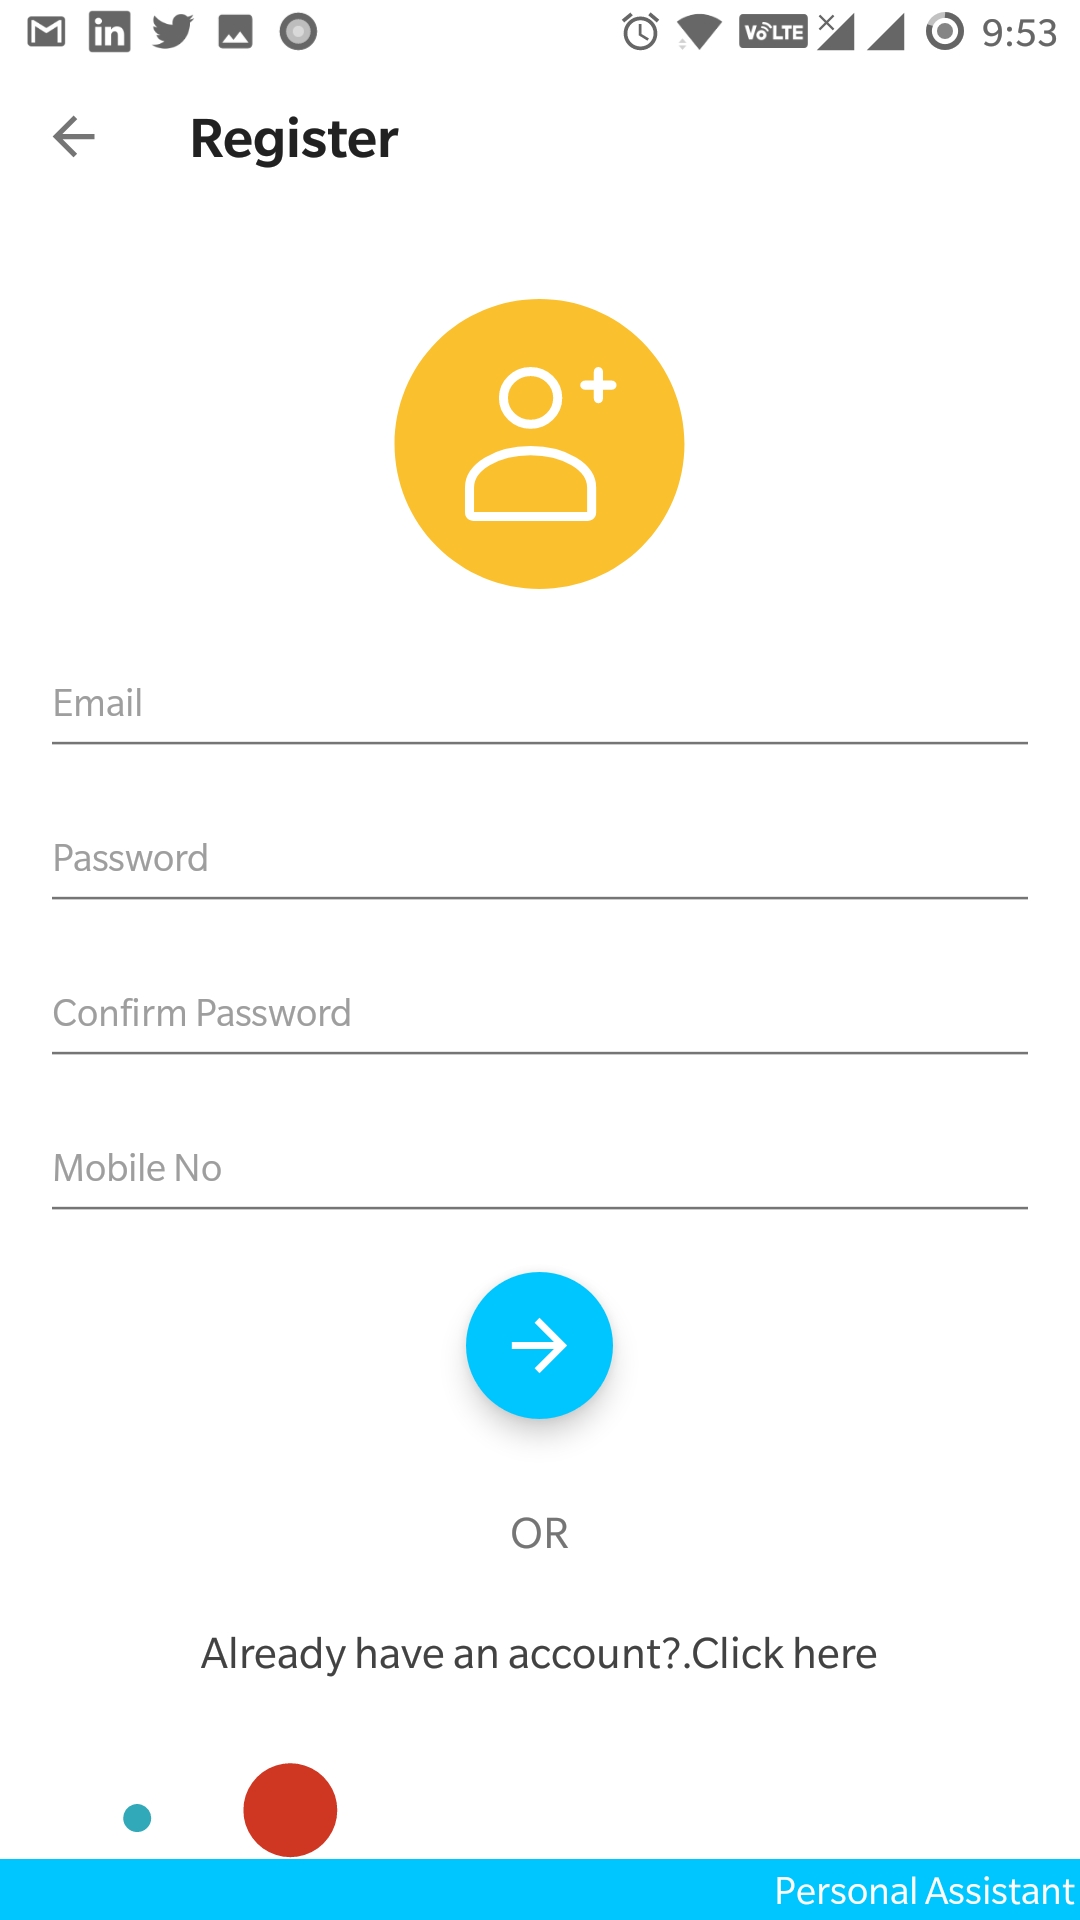 VoLTE 9:53
Register
Email
Password
Confirm Password
Mobile No
OR
Already have an account?.Click here
Personal Assistant